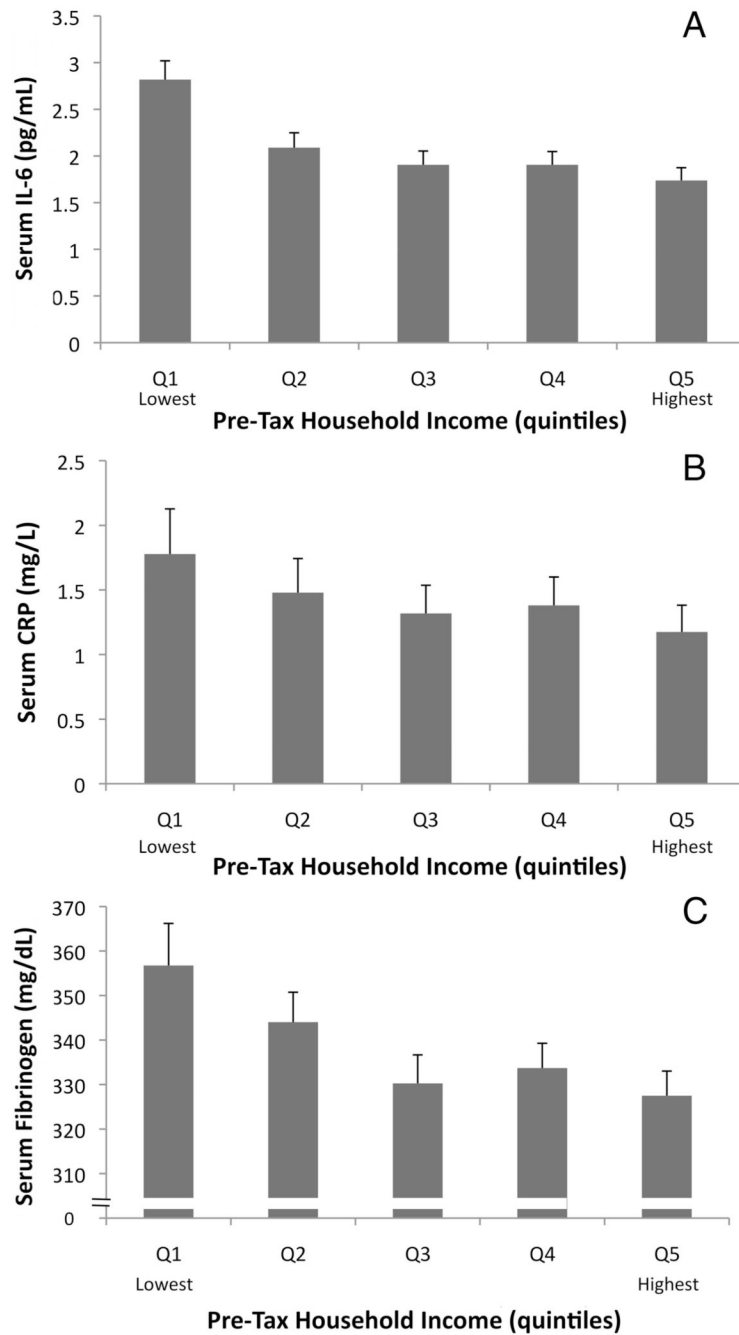 A
3.5
3
2.5
2
1.5
1
0.5
0
Serum IL-6 (pg/mL)
Q1 Q2 Q3 Q4 Q5
Lowest Highest
Pre-Tax Household Income (quintiles)
B
2.5
2
1.5
1
0.5
0
Serum CRP (mg/L)
Q1 Q2 Q3 Q4 Q5
Lowest Highest
Pre-Tax Household Income (quintiles)
C
370
360
350
340
330
320
310
0
Serum Fibrinogen (mg/dL)
Q1 Q2 Q3 Q4 Q5
Lowest Highest
Pre-Tax Household Income (quintiles)